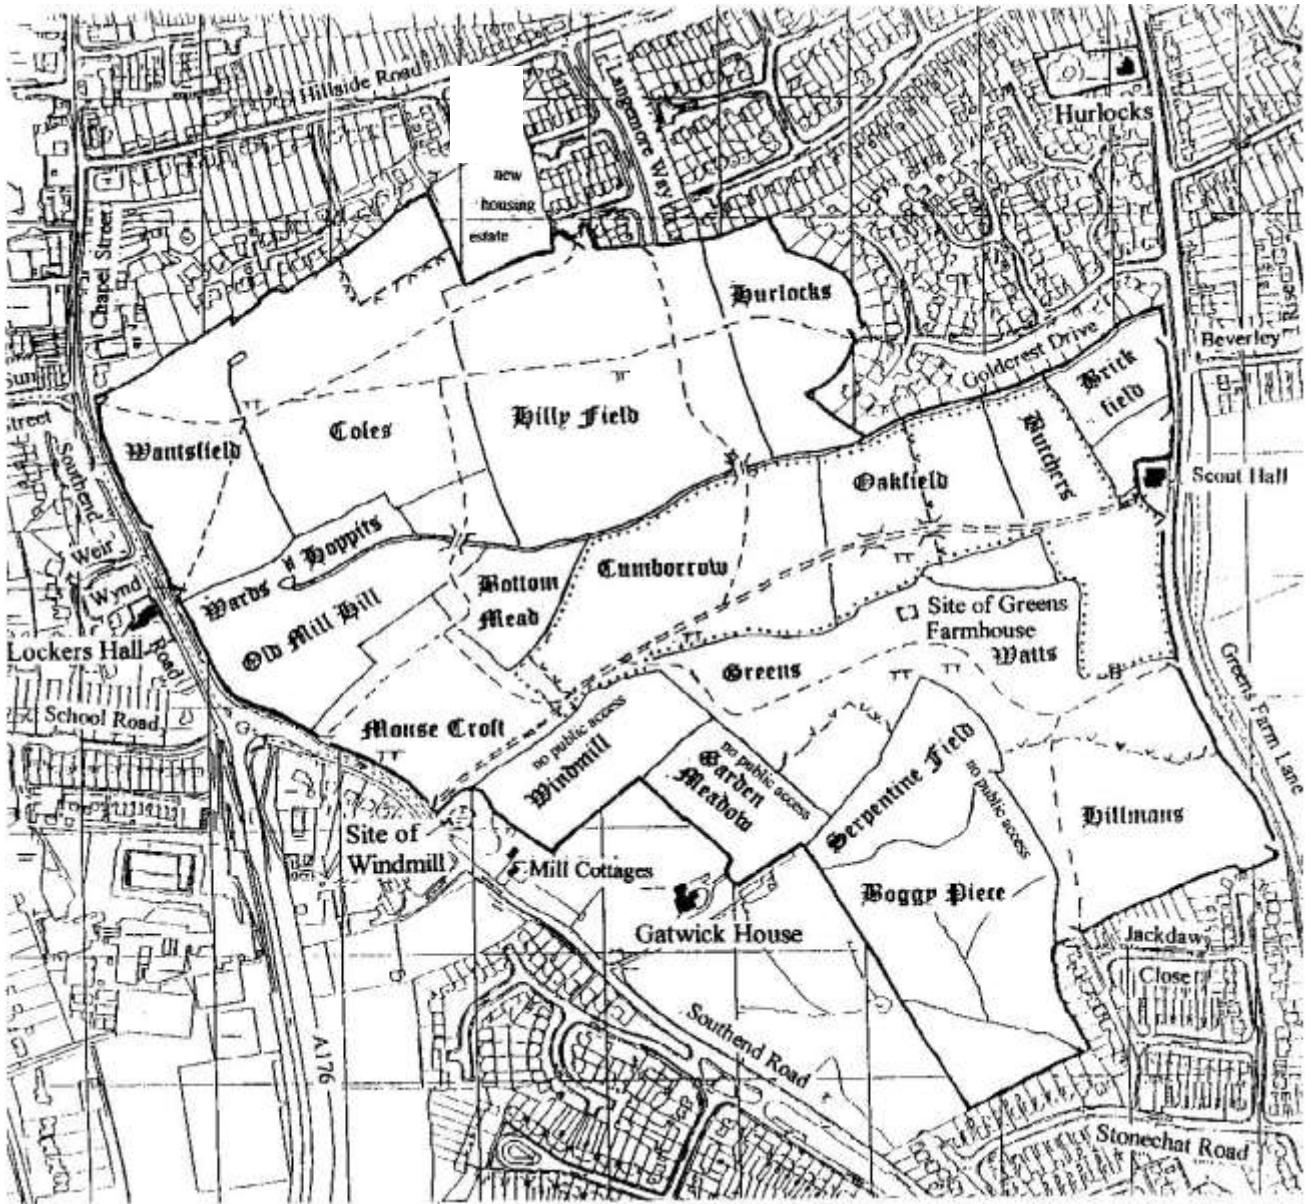 Hillside Road
Langmore Way
Hurlocks
new
housing
estate
Chapel Street
Hurlocks
Goldcrest Drive
Beverley
Rise
Brick
field
Sun
Street
Wantsfield
Coles
Hilly Field
Butchers
Oakfield
Scout Hall
Southend
Road
Weir
Wynd
Wards Hoppits
Cumborrow
Bottom
Mead
Old Mill Hill
Lockers Hall
Site of Greens
Farmhouse
Watts
Greens
Greens Farm Lane
School Road
Mouse Croft
no public access
Windmill
no public access
Garden
Meadow
Serpentine Field
no public access
Hillmans
Site of
Windmill
Mill Cottages
Boggy Piece
Gatwick House
Jackdaw
Close
A176
Southend Road
Stonechat Road